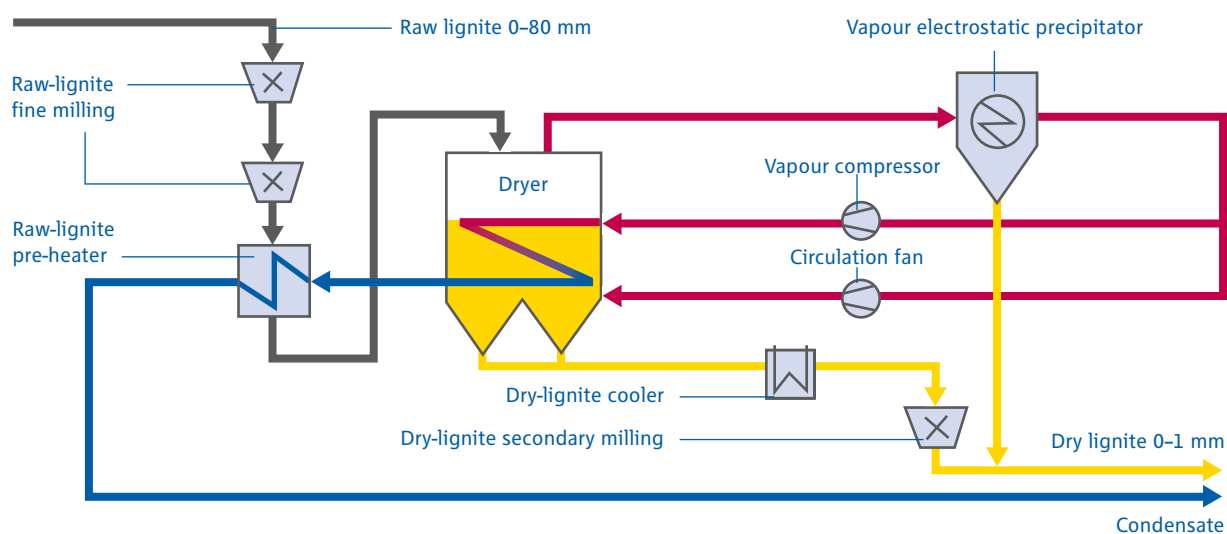 Raw lignite 0–80 mm
Vapour electrostatic precipitator
Raw-lignite
fine milling
Vapour compressor
Dryer
Raw-lignite
pre-heater
Circulation fan
Dry-lignite cooler
Dry-lignite secondary milling
Dry lignite 0–1 mm
Condensate